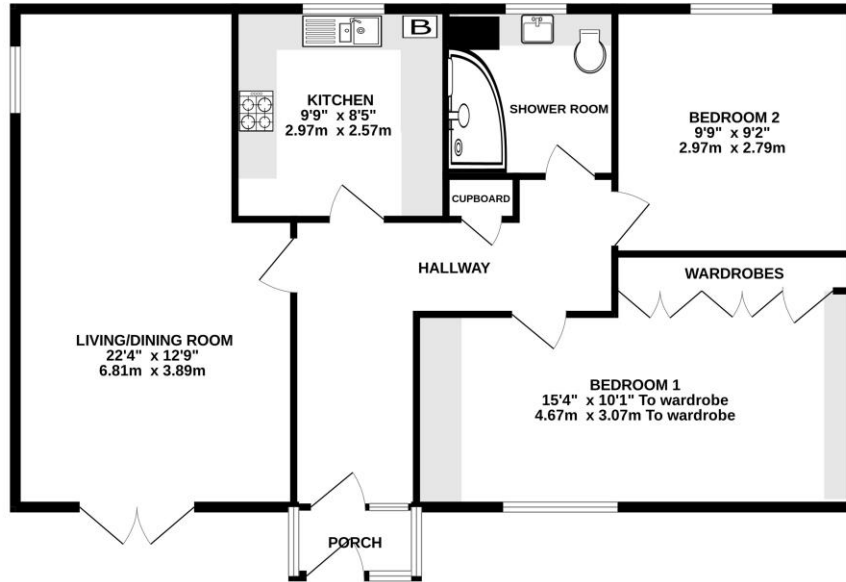 B
KITCHEN
9'9" x 8'5"
2.97m x 2.57m
SHOWER ROOM
BEDROOM 2
9'9" x 9'2"
2.97m x 2.79m
CUPBOARD
HALLWAY
WARDROBES
LIVING/DINING ROOM
22'4" x 12'9"
6.81m x 3.89m
BEDROOM 1
15'4" x 10'1" To wardrobe
4.67m x 3.07m To wardrobe
PORCH